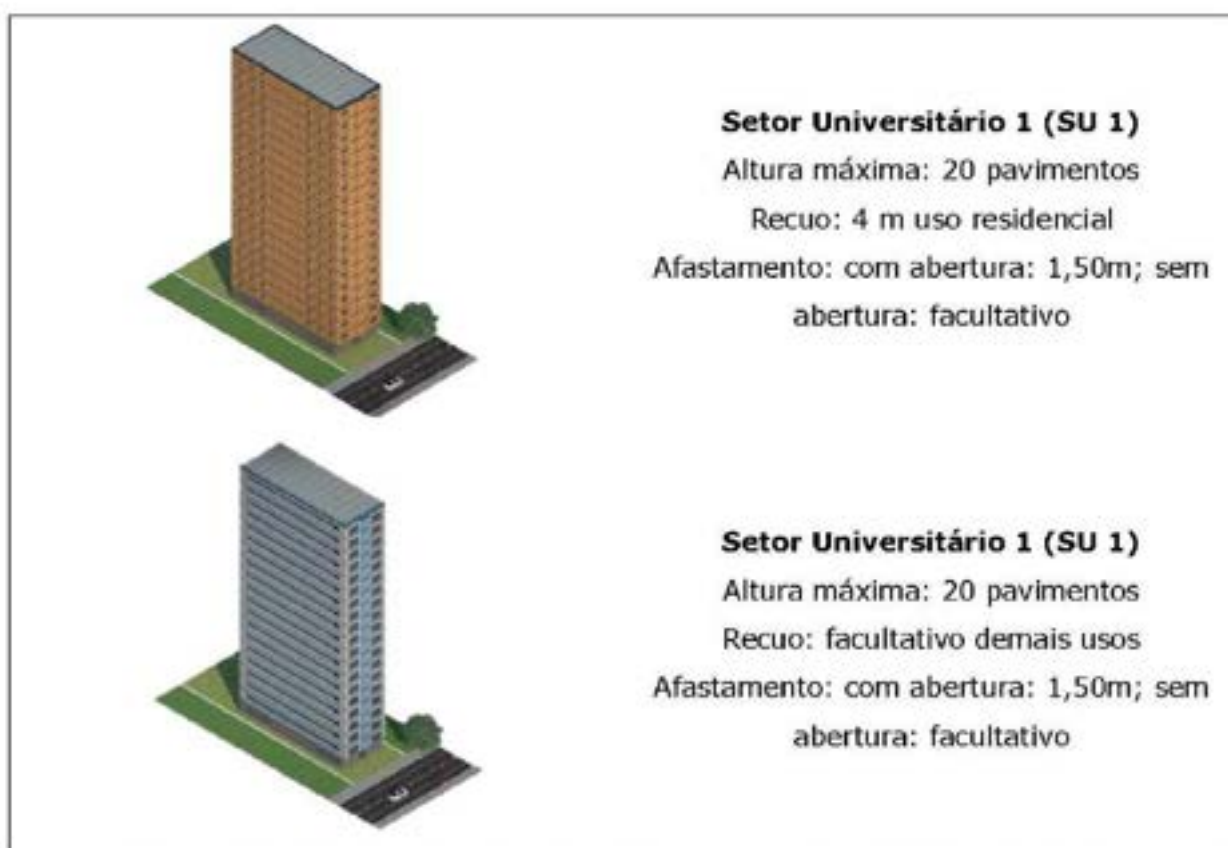 Setor Universitário 1 (SU 1)
Altura máxima: 20 pavimentos
Recuo: 4 m uso residencial
Afastamento: com abertura: 1,50m; sem
abertura: facultativo
Setor Universitário 1 (SU 1)
Altura máxima: 20 pavimentos
Recuo: facultativo demais usos
Afastamento: com abertura: 1,50m; sem
abertura: facultativo